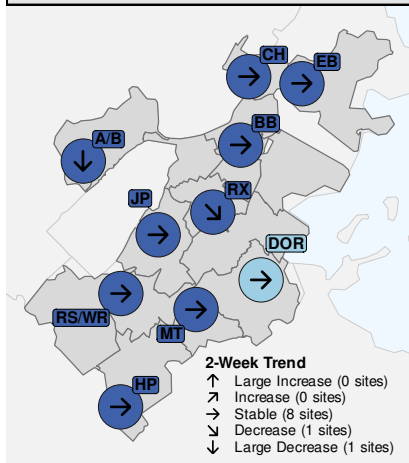 CH
EB
BB
A/B
RX
JP
DOR
RS/WR
MT
HP
2-Week Trend
↑ Large Increase (0 sites)
↗ Increase (0 sites)
→ Stable (8 sites)
↘ Decrease (1 sites)
↓ Large Decrease (1 sites)